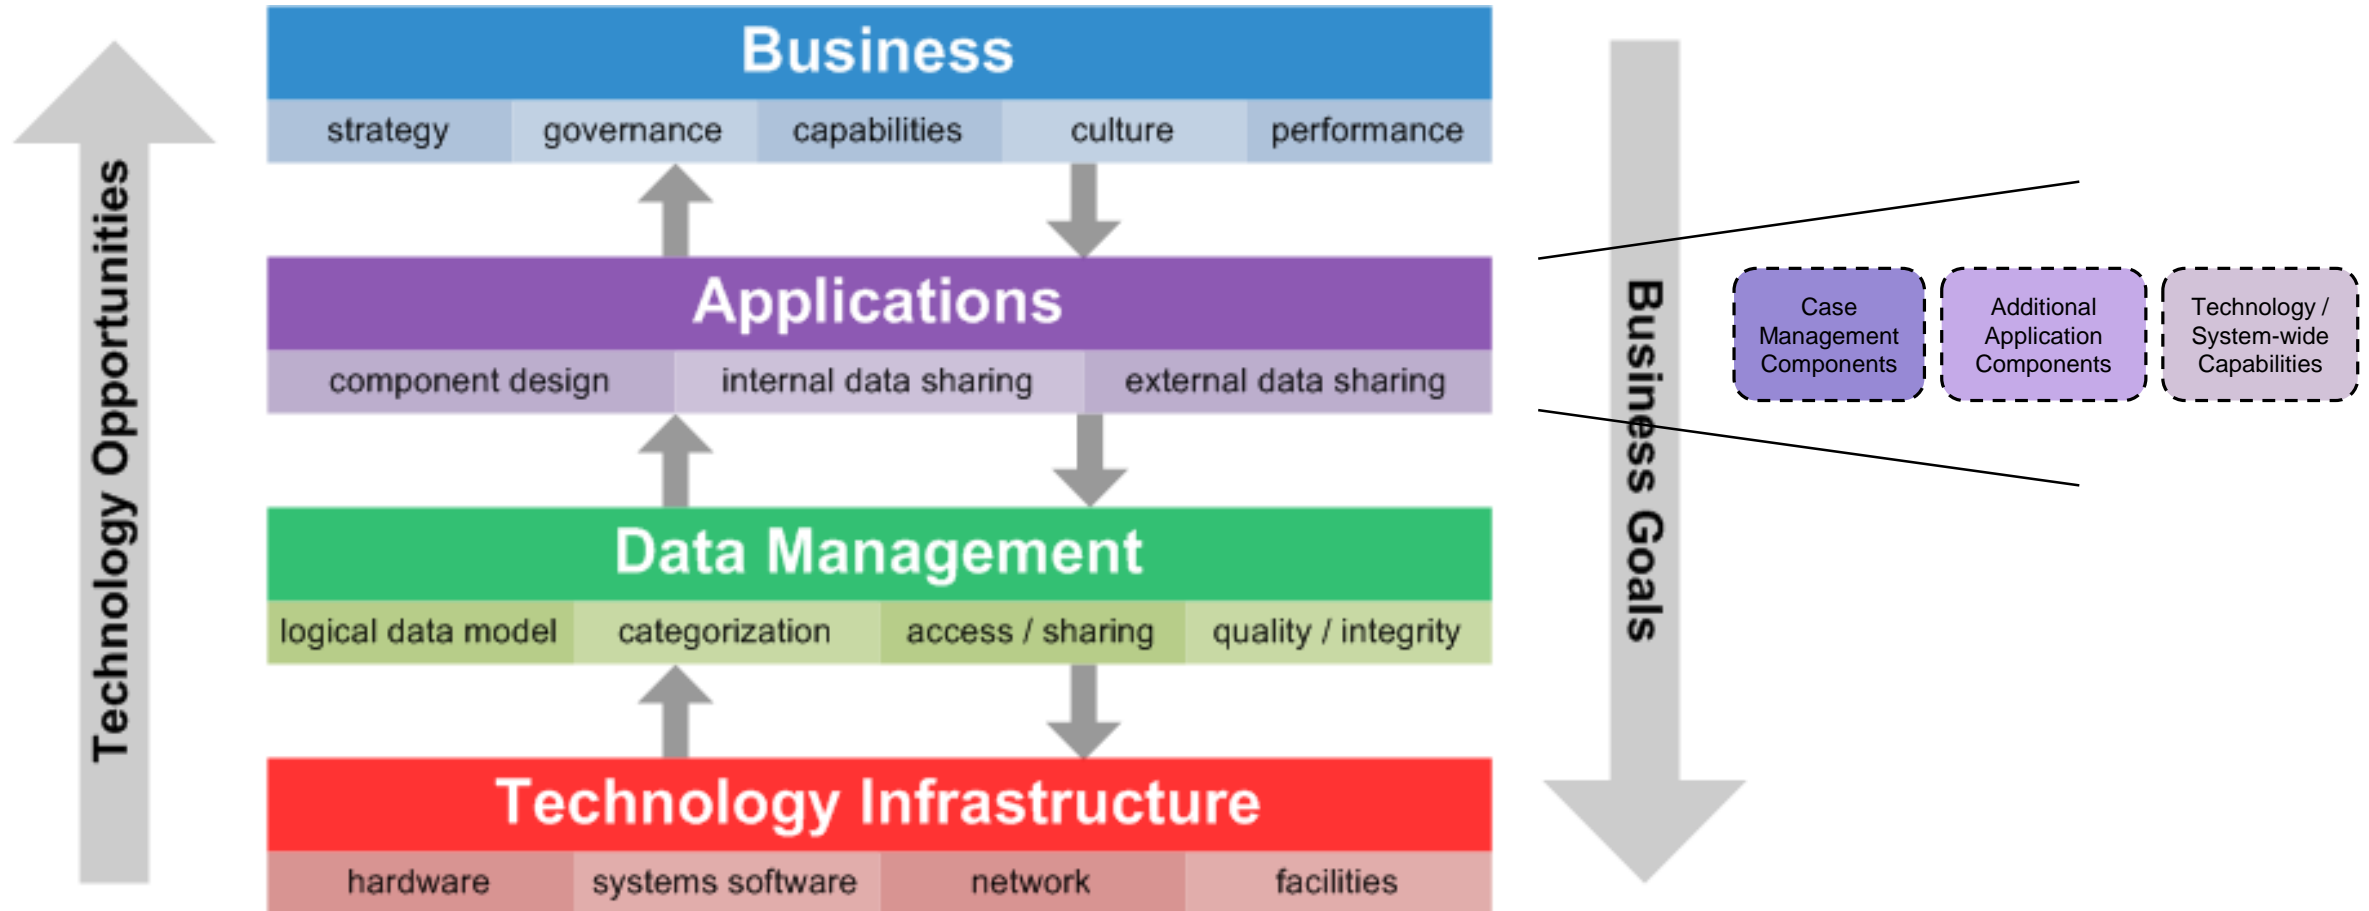 Technology Opportunities
Business
strategy governance capabilities culture performance
Applications
component design internal data sharing external data sharing
Data Management
logical data model categorization access / sharing quality / integrity
Technology Infrastructure
hardware systems software network facilities
Business Goals
Case
Management
Components
Additional
Application
Components
Technology /
System-wide
Capabilities